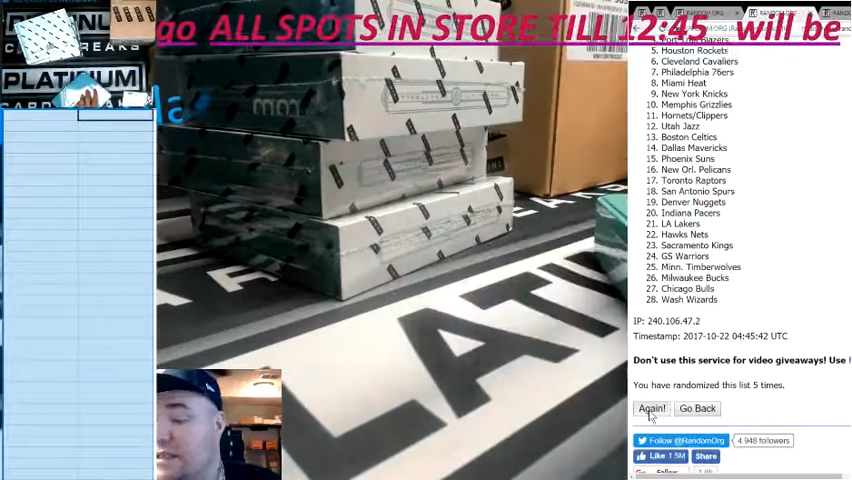 go ALL SPOTS IN STORE TILL 12:45 . will be
PLATINUM
RANDOM.ORG
5. Houston Rockets
6. Cleveland Cavaliers
7. Philadelphia 76ers
8. Miami Heat
9. New York Knicks
10. Memphis Grizzlies
11. Hornets/Clippers
12. Utah Jazz
13. Boston Celtics
14. Dallas Mavericks
15. Phoenix Suns
16. New Orl. Pelicans
17. Toronto Raptors
18. San Antonio Spurs
19. Denver Nuggets
20. Indiana Pacers
21. LA Lakers
22. Hawks Nets
23. Sacramento Kings
24. GS Warriors
25. Minn. Timberwolves
26. Milwaukee Bucks
27. Chicago Bulls
28. Wash Wizards
IP: 240.106.47.2
Timestamp: 2017-10-22 04:45:42 UTC
Don't use this service for video giveaways! Use
You have randomized this list 5 times.
Again! Go Back
Follow @RandomOrg 4,948 followers
Like 1.5M Share
Follow
LATI